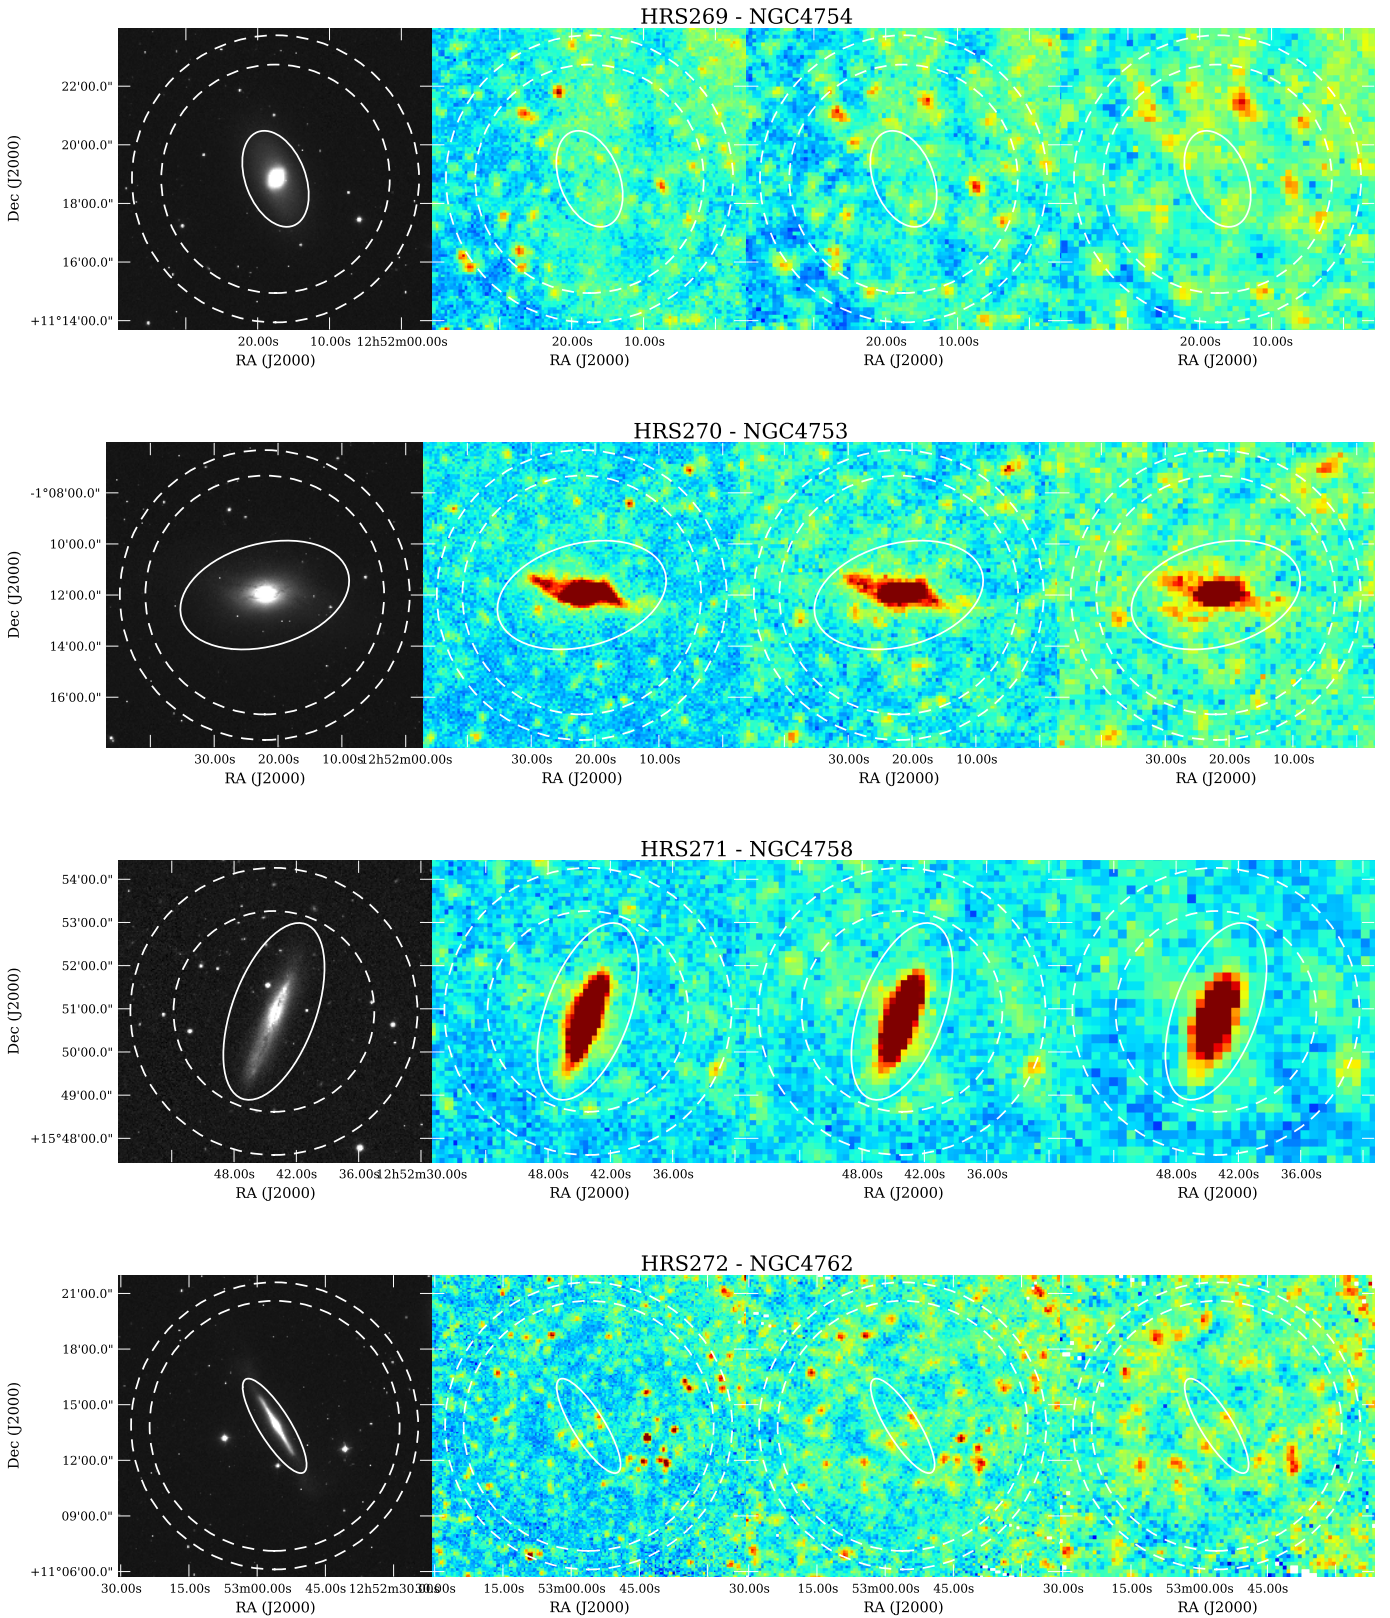 HRS269 - NGC4754
Dec (J2000)
22'00.0"
20'00.0"
18'00.0"
16'00.0"
+11°14'00.0"
20.00s 10.00s 12h52m00.00s 20.00s 10.00s 20.00s 10.00s 20.00s 10.00s
RA (J2000) RA (J2000) RA (J2000) RA (J2000)
HRS270 - NGC4753
Dec (J2000)
-1°08'00.0"
10'00.0"
12'00.0"
14'00.0"
16'00.0"
30.00s 20.00s 10.00s 12h52m00.00s 30.00s 20.00s 10.00s 30.00s 20.00s 10.00s 30.00s 20.00s 10.00s
RA (J2000) RA (J2000) RA (J2000) RA (J2000)
HRS271 - NGC4758
Dec (J2000)
54'00.0"
53'00.0"
52'00.0"
51'00.0"
50'00.0"
49'00.0"
+15°48'00.0"
48.00s 42.00s 36.00s 12h52m30.00s 48.00s 42.00s 36.00s 48.00s 42.00s 36.00s 48.00s 42.00s 36.00s
RA (J2000) RA (J2000) RA (J2000) RA (J2000)
HRS272 - NGC4762
Dec (J2000)
21'00.0"
18'00.0"
15'00.0"
12'00.0"
09'00.0"
+11°06'00.0"
30.00s 15.00s 53m00.00s 45.00s 12h52m30.00s 15.00s 53m00.00s 45.00s 30.00s 15.00s 53m00.00s 45.00s 30.00s 15.00s 53m00.00s 45.00s
RA (J2000) RA (J2000) RA (J2000) RA (J2000)